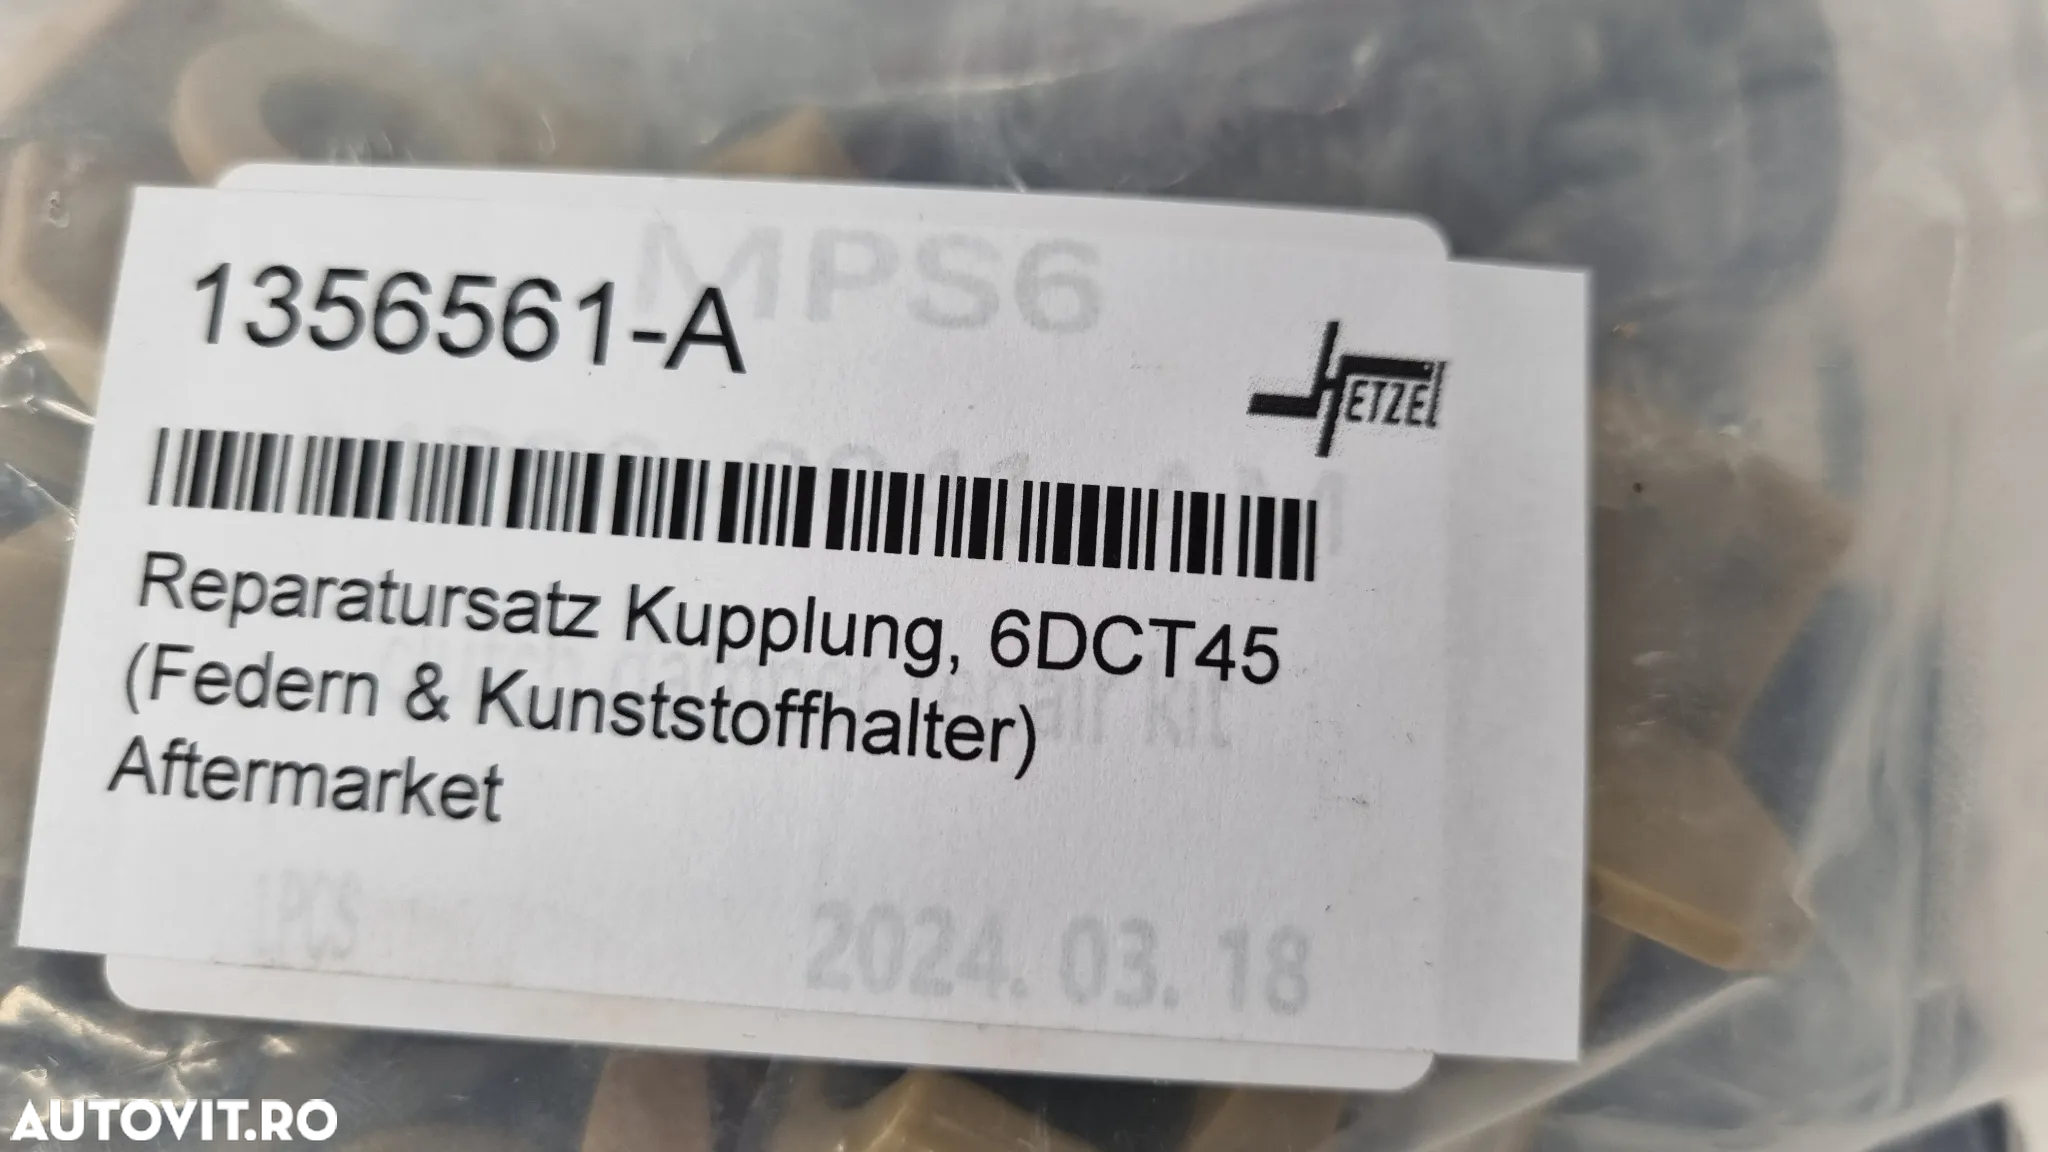 MPS6
1356561-A
HETZEL
Reparatursatz Kupplung, 6DCT45
(Federn & Kunststoffhalter)
Aftermarket
2024. 03. 18
AUTOVIT.RO